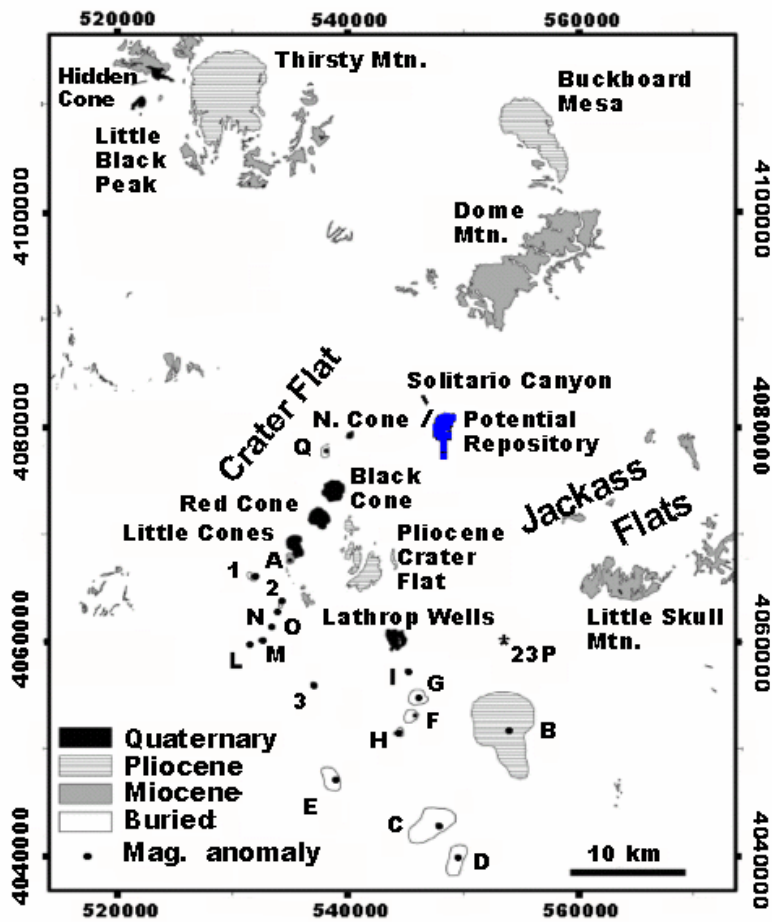 520000
540000
560000
Hidden
Cone
Thirsty Mtn.
Buckboard
Mesa
Little
Black
Peak
4100000
4100000
Dome
Mtn.
Crater Flat
Solitario Canyon
N. Cone
Potential
Repository
4080000
4080000
Q
Black
Cone
Red Cone
Jackass
Flats
Little Cones
Pliocene
Crater
Flat
A
1
2
N
O
Lathrop Wells
Little Skull
Mtn.
4060000
4060000
* 23P
L
M
I
G
3
F
H
B
Quaternary
Pliocene
Miocene
Buried
Mag. anomaly
E
C
D
10 km
4040000
4040000
520000
540000
560000